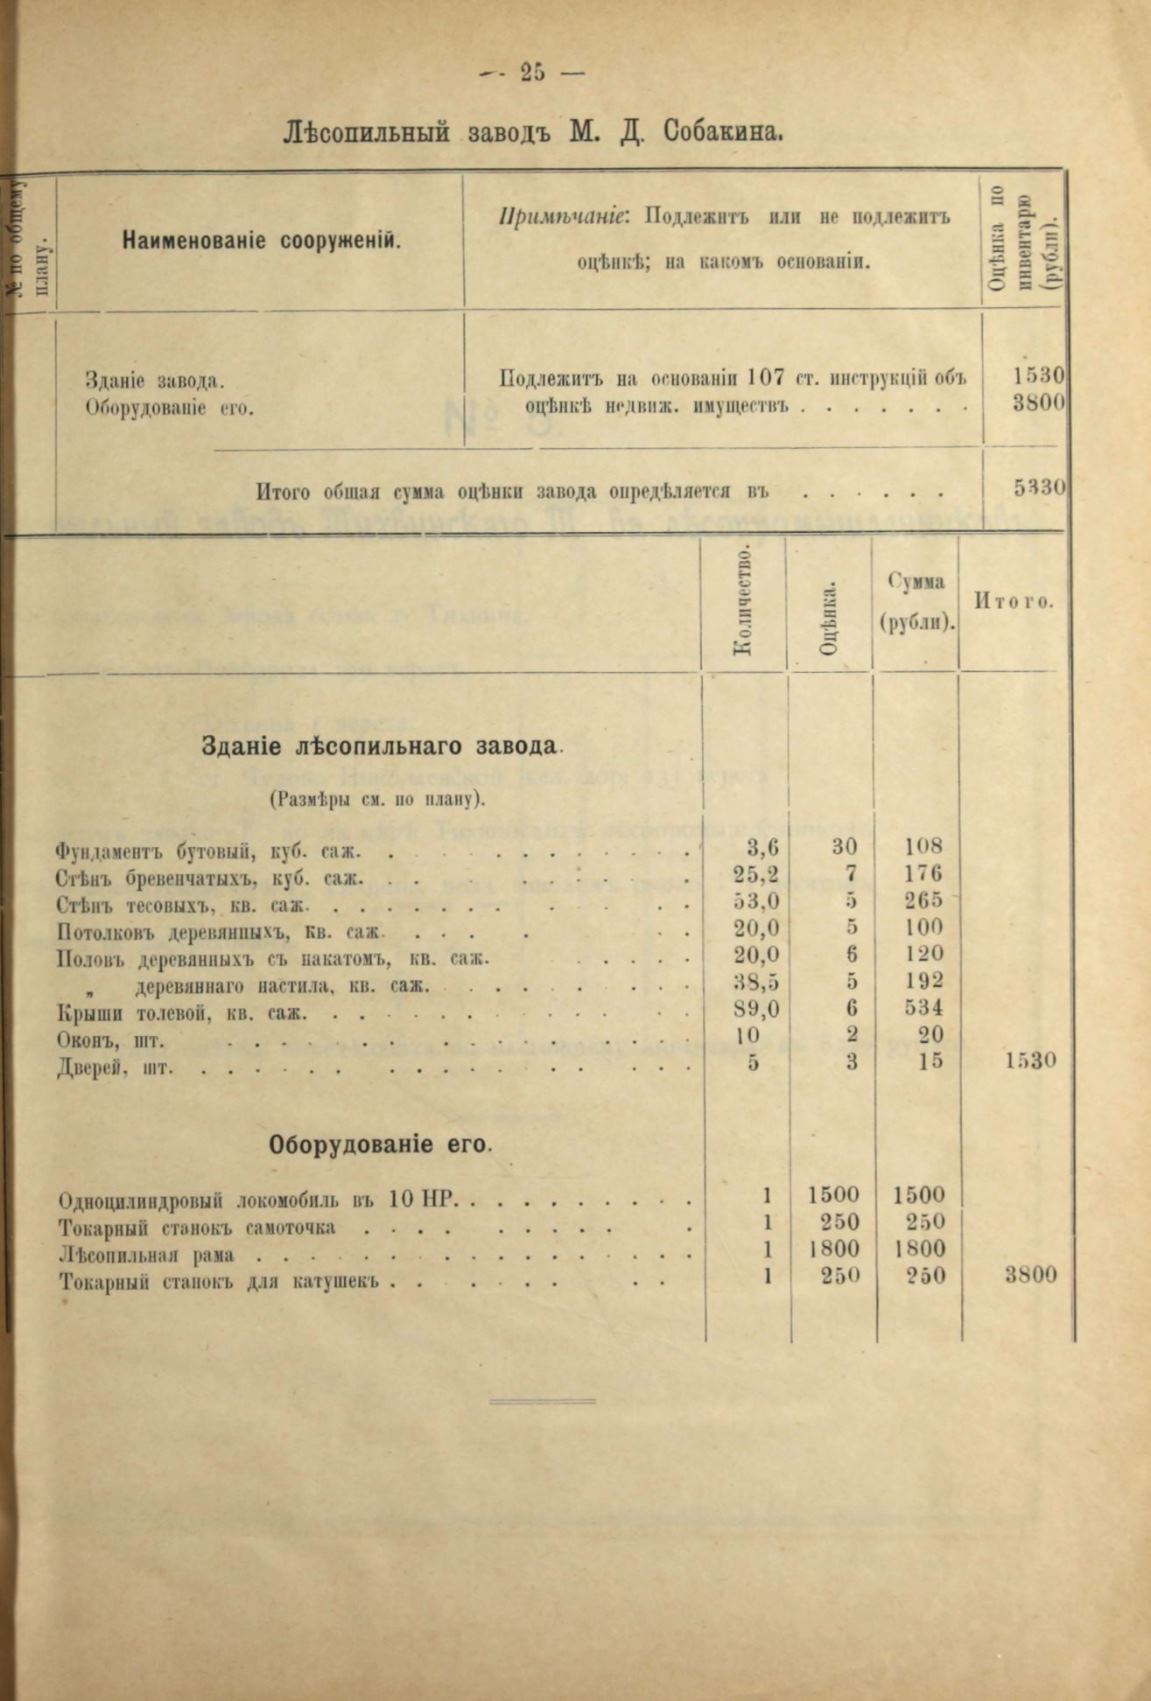 — 25 —
Лѣсопильный заводъ М. Д. Собакина.
№ по общему плану.
Наименованіе сооруженій.
Примѣчаніе: Подлежитъ или не подлежитъ
оцѣнкѣ; на какомъ основаніи.
Оцѣнка по инвентарю (рубли).
Зданіе завода. Подлежитъ на основаніи 107 ст. инструкцій объ 1530
Оборудованіе его. оцѣнкѣ недвиж. имуществъ . . . . . . . 3800
Итого общая сумма оцѣнки завода опредѣляется въ . . . . . . 5330
Количество. Оцѣнка. Сумма (рубли). Итого.
Зданіе лѣсопильнаго завода.
(Размѣры см. по плану).
Фундаментъ бутовый, куб. саж. 3,6 30 108
Стѣнъ бревенчатыхъ, куб. саж. 25,2 7 176
Стѣнъ тесовыхъ, кв. саж. 53,0 5 265
Потолковъ деревянныхъ, кв. саж. 20,0 5 100
Половъ деревянныхъ съ накатомъ, кв. саж. 20,0 6 120
„ деревяннаго настила, кв. саж. 38,5 5 192
Крыши толевой, кв. саж. 89,0 6 534
Оконъ, шт. 10 2 20
Дверей, шт. 5 3 15 1530
Оборудованіе его.
Одноцилиндровый локомобиль въ 10 HP. 1 1500 1500
Токарный станокъ самоточка 1 250 250
Лѣсопильная рама 1 1800 1800
Токарный станокъ для катушекъ 1 250 250 3800